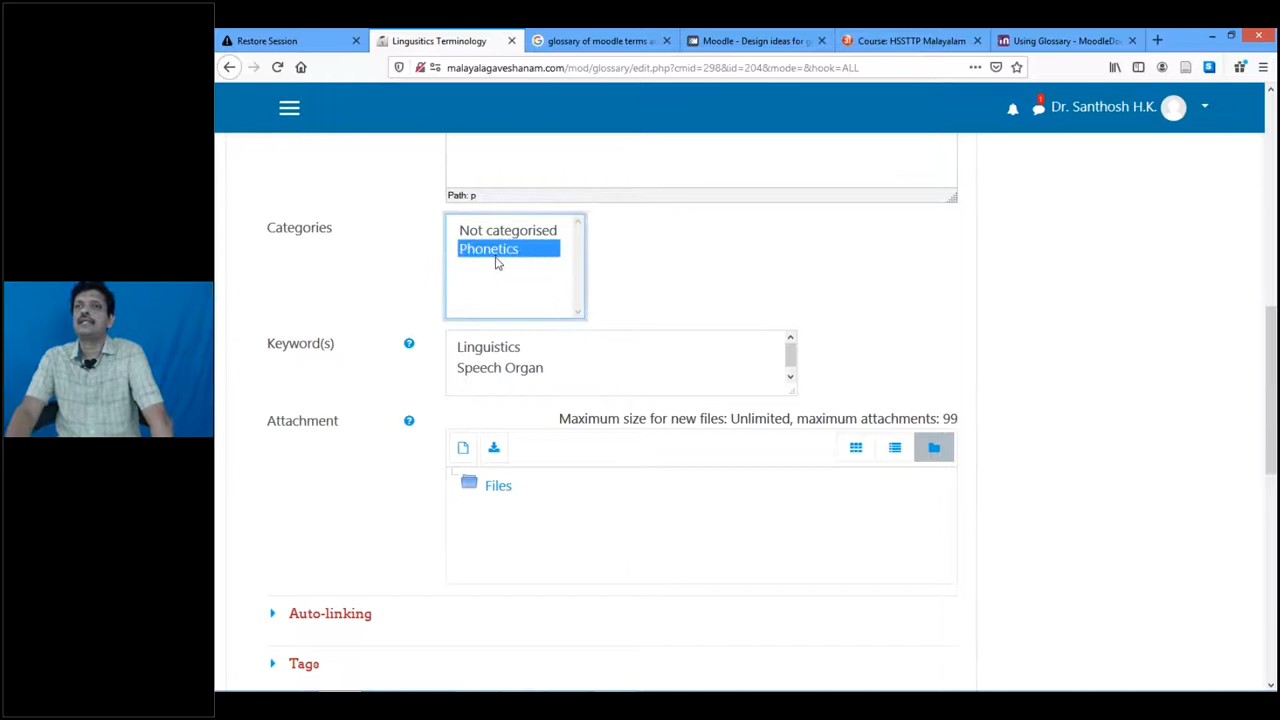 Restore Session
Lingusitics Terminology
glossary of moodle terms a
Moodle - Design ideas for g
Course: HSSTTP Malayalam
Using Glossary - MoodleDo
malayalagaveshanam.com/mod/glossary/edit.php?cmid=298&id=204&mode=&hook=ALL
1
Dr. Santhosh H.K.
Path: p
Categories
Not categorised
Phonetics
Keyword(s)
Linguistics
Speech Organ
Attachment
Maximum size for new files: Unlimited, maximum attachments: 99
Files
Auto-linking
Tags